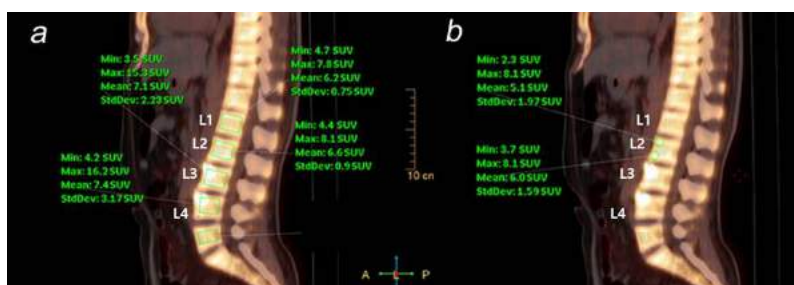 a
Min: 3.5 SUV
Max: 15.3 SUV
Mean: 7.1 SUV
StdDev: 2.23 SUV
Min: 4.7 SUV
Max: 7.8 SUV
Mean: 6.2 SUV
StdDev: 0.75 SUV
L1
L2
L3
L4
Min: 4.4 SUV
Max: 8.1 SUV
Mean: 6.6 SUV
StdDev: 0.9 SUV
Min: 4.2 SUV
Max: 16.2 SUV
Mean: 7.4 SUV
StdDev: 3.17 SUV
10 cm
A L P
b
Min: 2.3 SUV
Max: 8.1 SUV
Mean: 5.1 SUV
StdDev: 1.97 SUV
L1
L2
L3
L4
Min: 3.7 SUV
Max: 8.1 SUV
Mean: 6.0 SUV
StdDev: 1.59 SUV